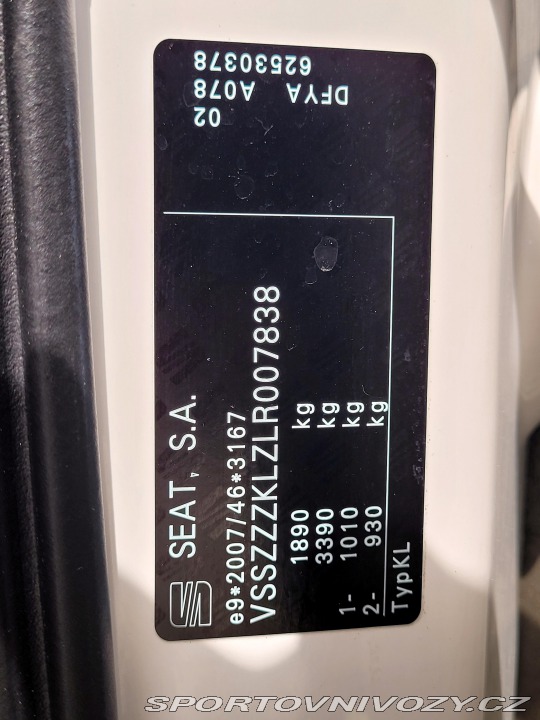 SEAT, S.A.
e9*2007/46*3167
VSSZZZKLZLR007838
1890 kg
3390 kg
1- 1010 kg
2- 930 kg
TypKL
62530378
DFYA A078
02
SPORTOVNIVOZY.CZ